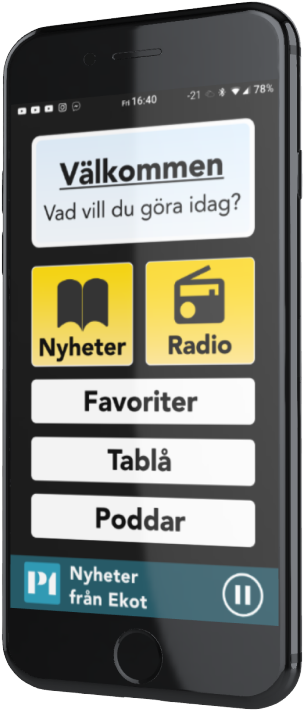 Fri 16:40
-21
78%
Välkommen
Vad vill du göra idag?
Nyheter
Radio
Favoriter
Tablå
Poddar
P1
Nyheter
från Ekot